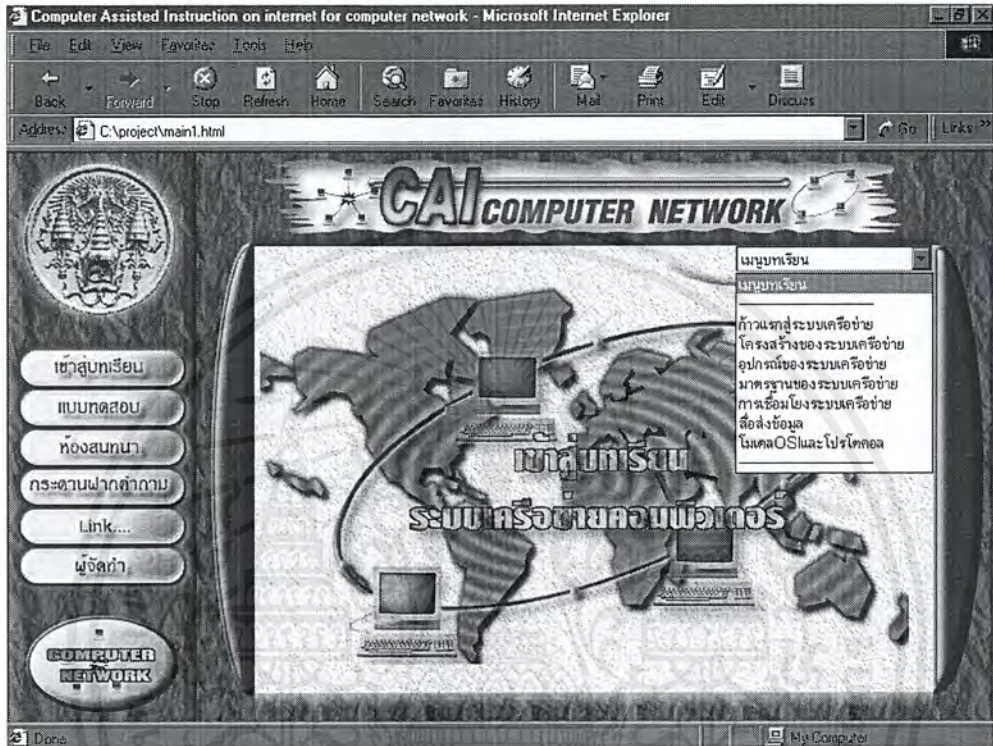 Computer Assisted Instruction on internet for computer network - Microsoft Internet Explorer
File Edit View Favorites Tools Help
Back Forward Stop Refresh Home Search Favorites History Mail Print Edit Discuss
Address C:\project\main1.html Go Links »
CAI COMPUTER NETWORK
เมนูบทเรียน
เมนูบทเรียน
ก้าวแรกสู่ระบบเครือข่าย
โครงสร้างของระบบเครือข่าย
อุปกรณ์ของระบบเครือข่าย
มาตรฐานของระบบเครือข่าย
การเชื่อมโยงระบบเครือข่าย
สื่อส่งข้อมูล
โมเดลOSIและโปรโตคอล
เข้าสู่บทเรียน
แบบทดสอบ
ห้องสนทนา
กระดานฝากคำถาม
Link....
ผู้จัดทำ
เข้าสู่บทเรียน
ระบบเครือข่ายคอมพิวเตอร์
COMPUTER
NETWORK
Done My Computer